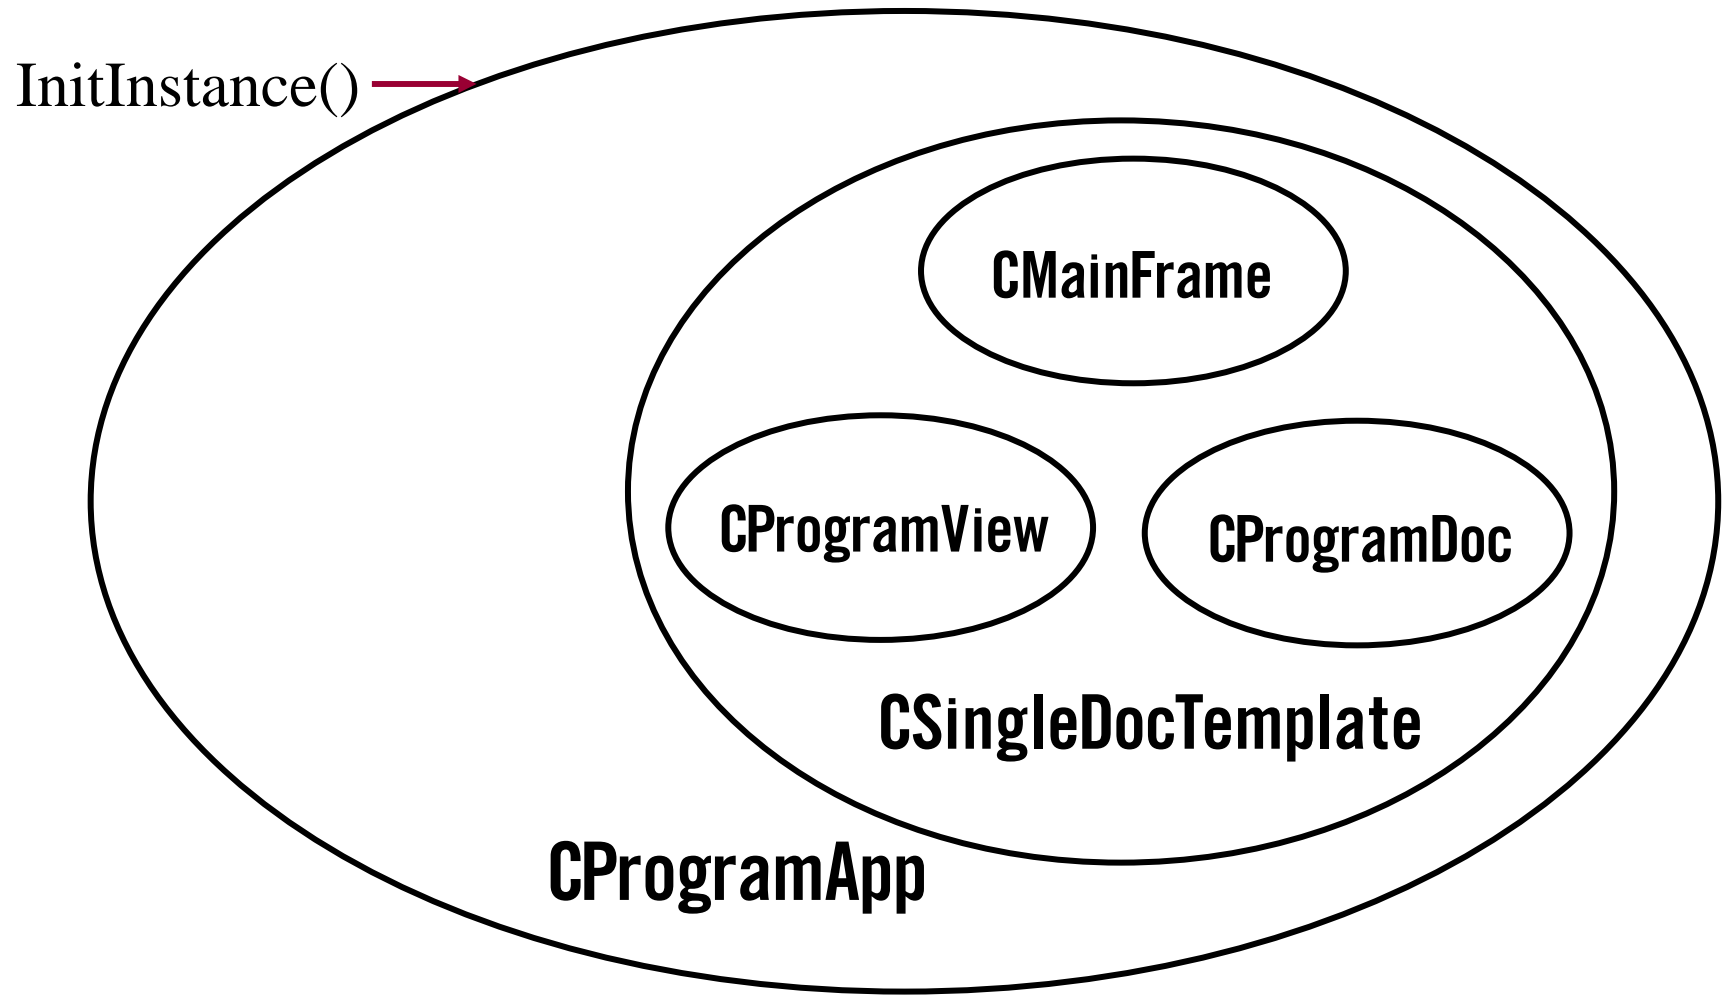 InitInstance()
CMainFrame
CProgramView
CProgramDoc
CSingleDocTemplate
CProgramApp